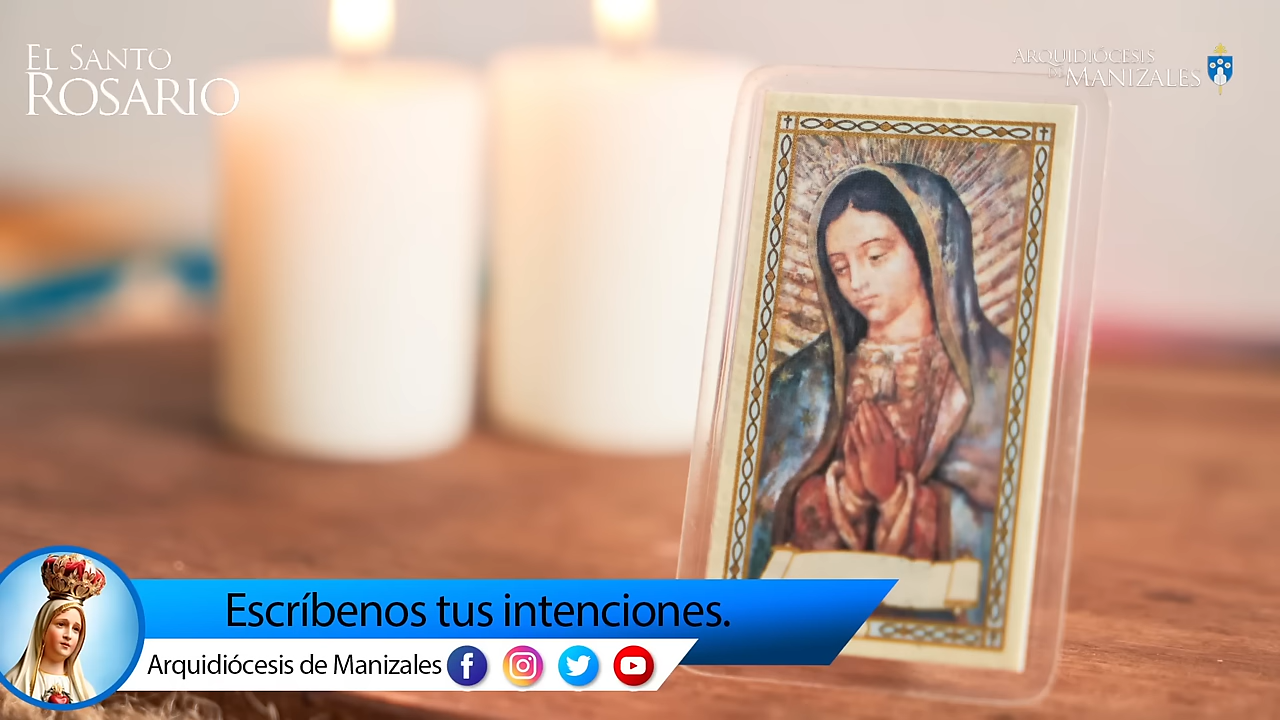 El Santo
Rosario
Arquidiócesis
de Manizales
Escríbenos tus intenciones.
Arquidiócesis de Manizales